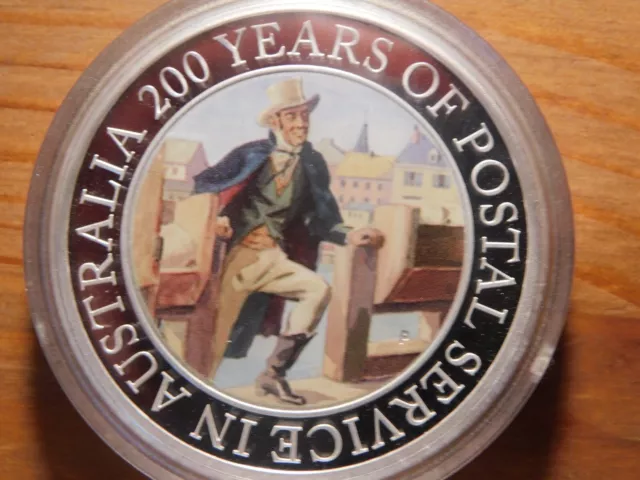 AUSTRALIA 200 YEARS OF POSTAL SERVICE IN